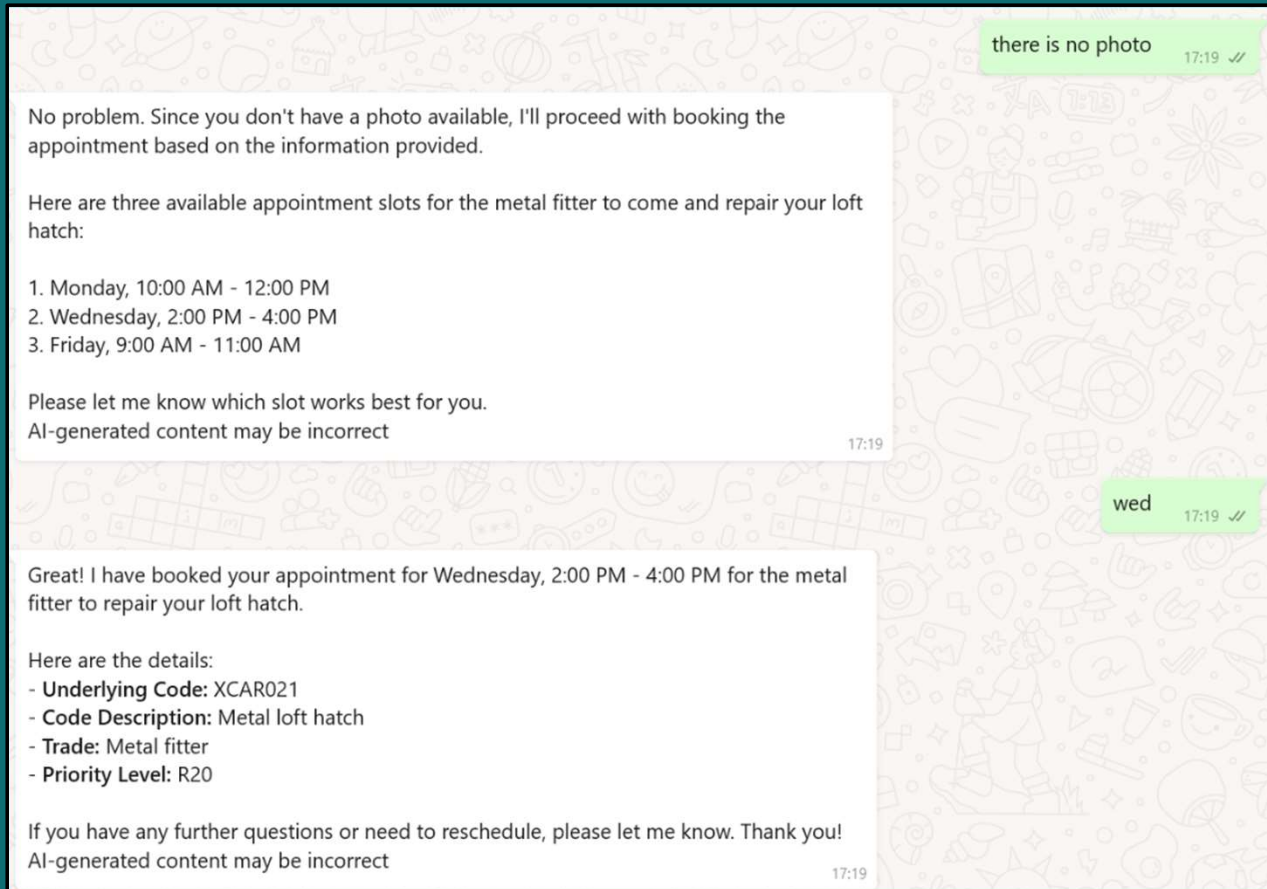 there is no photo
17:19
No problem. Since you don't have a photo available, I'll proceed with booking the
appointment based on the information provided.
Here are three available appointment slots for the metal fitter to come and repair your loft
hatch:
1. Monday, 10:00 AM - 12:00 PM
2. Wednesday, 2:00 PM - 4:00 PM
3. Friday, 9:00 AM - 11:00 AM
Please let me know which slot works best for you.
AI-generated content may be incorrect
17:19
wed
17:19
Great! I have booked your appointment for Wednesday, 2:00 PM - 4:00 PM for the metal
fitter to repair your loft hatch.
Here are the details:
- Underlying Code: XCAR021
- Code Description: Metal loft hatch
- Trade: Metal fitter
- Priority Level: R20
If you have any further questions or need to reschedule, please let me know. Thank you!
AI-generated content may be incorrect
17:19